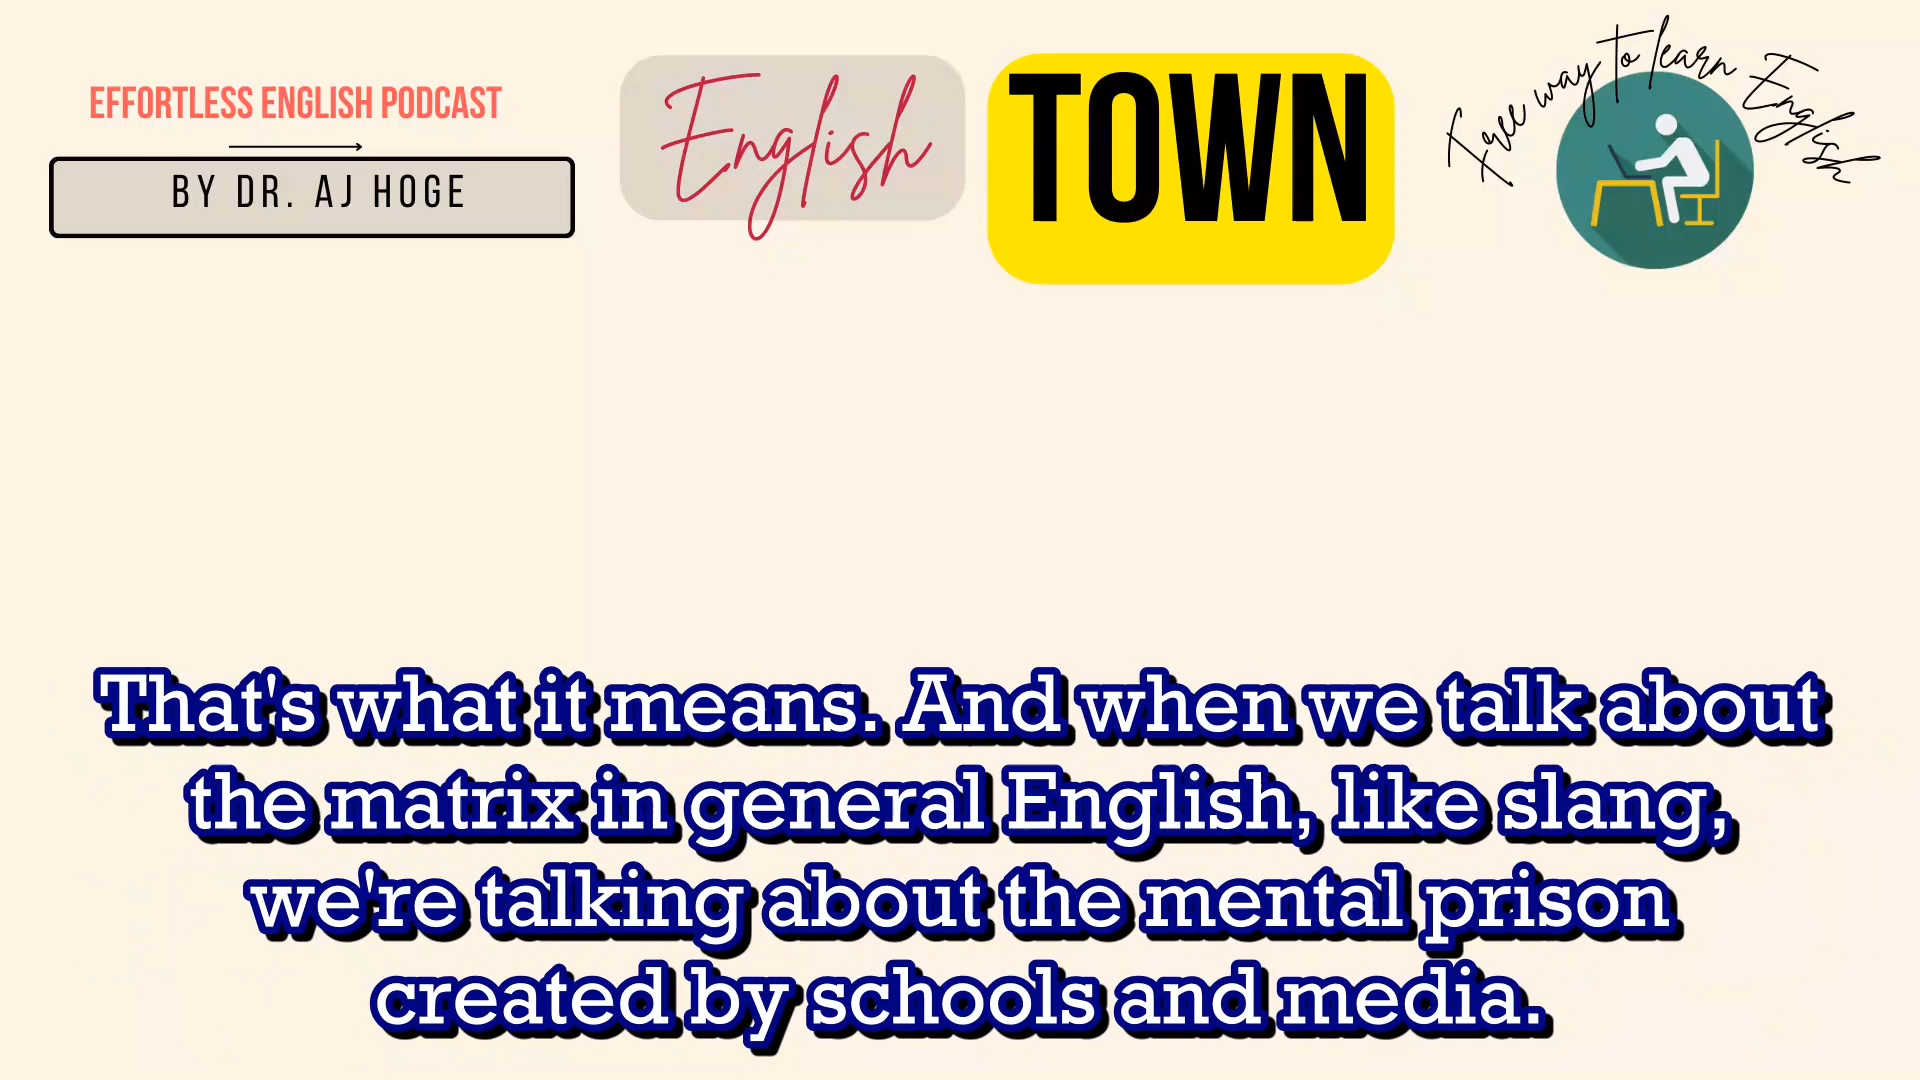 EFFORTLESS ENGLISH PODCAST
BY DR. AJ HOGE
English
TOWN
Free way to learn English
That's what it means. And when we talk about
the matrix in general English, like slang,
we're talking about the mental prison
created by schools and media.